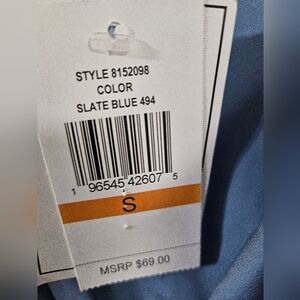 STYLE 8152098
COLOR
SLATE BLUE 494
1 96545 42607 5
S
MSRP $69.00